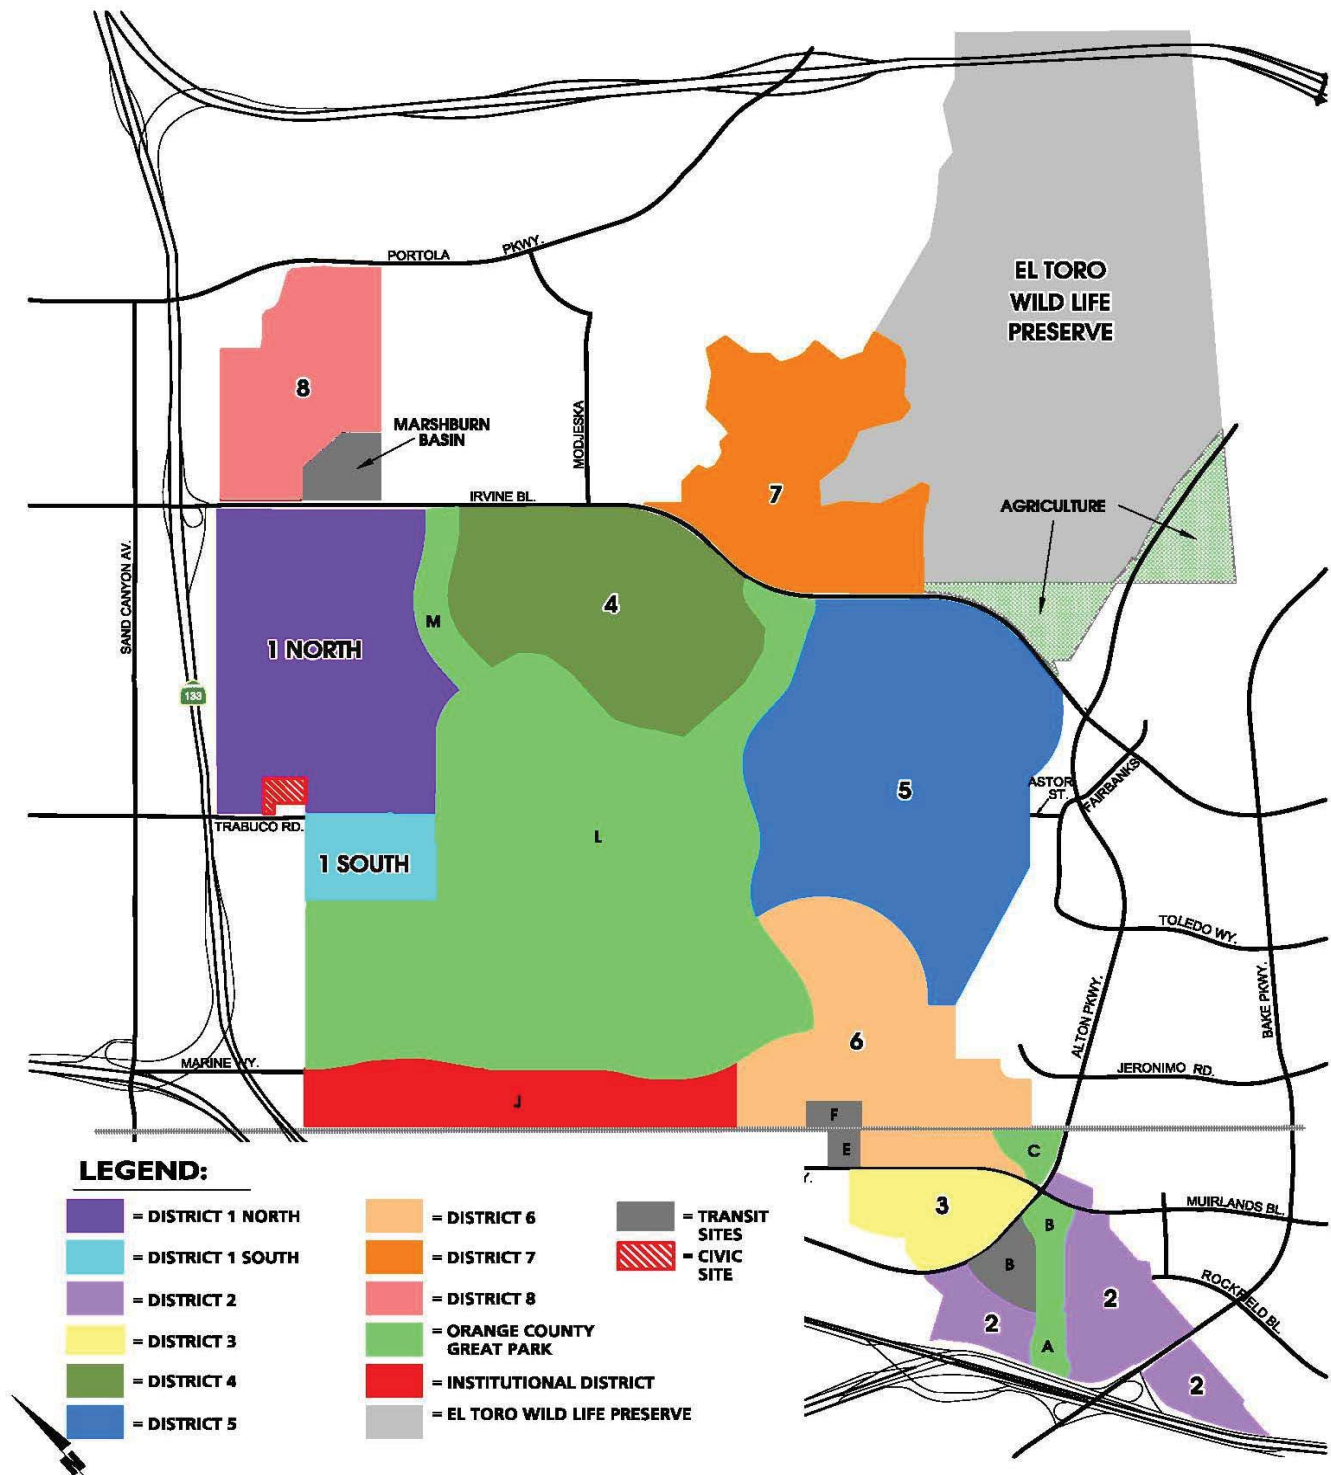 PORTOLA
PKWY.
EL TORO
WILD LIFE
PRESERVE
8
MARSHBURN
BASIN
MODJESKA
7
IRVINE BL.
AGRICULTURE
SAND CANYON AV.
4
M
1 NORTH
133
5
ASTOR
ST.
FAIRBANKS
TRABUCO RD.
L
1 SOUTH
TOLEDO WY.
ALTON PKWY.
BAKE PKWY.
6
MARINE WY.
JERONIMO RD.
J
F
E
C
Y.
3
MUIRLANDS BL.
B
B
2
2
ROCKFIELD BL.
A
2
LEGEND:
= DISTRICT 1 NORTH
= DISTRICT 1 SOUTH
= DISTRICT 2
= DISTRICT 3
= DISTRICT 4
= DISTRICT 5
= DISTRICT 6
= DISTRICT 7
= DISTRICT 8
= ORANGE COUNTY
GREAT PARK
= INSTITUTIONAL DISTRICT
= EL TORO WILD LIFE PRESERVE
= TRANSIT
SITES
= CIVIC
SITE
N